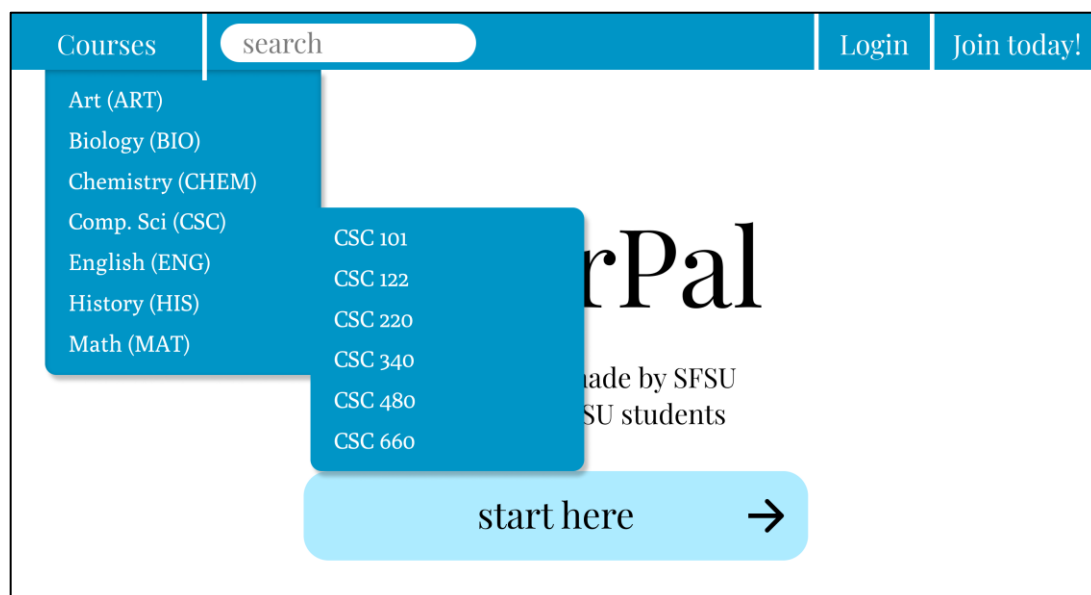 Courses
search
Login
Join today!
Art (ART)
Biology (BIO)
Chemistry (CHEM)
Comp. Sci (CSC)
English (ENG)
History (HIS)
Math (MAT)
CSC 101
CSC 122
CSC 220
CSC 340
CSC 480
CSC 660
rPal
by SFSU
SU students
start here